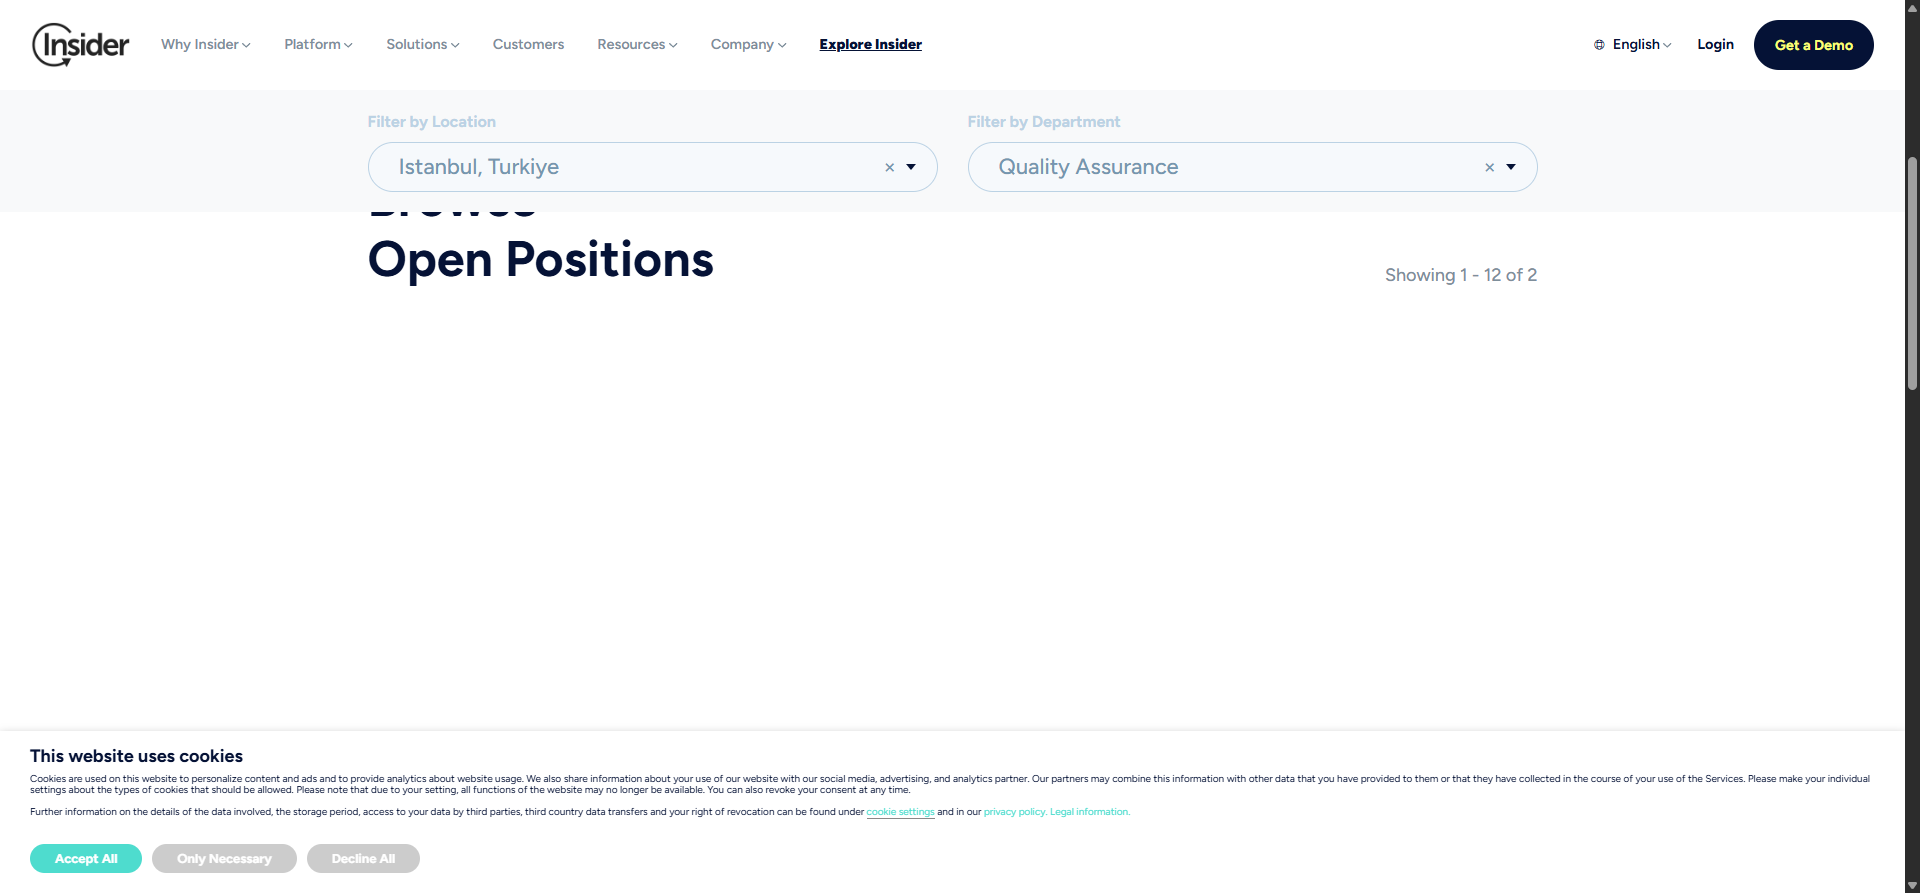 Insider
Why Insider
Platform
Solutions
Customers
Resources
Company
Explore Insider
English
Login
Get a Demo
Filter by Location
Filter by Department
Istanbul, Turkiye
Quality Assurance
Browse
Open Positions
Showing 1 - 12 of 2
This website uses cookies
Cookies are used on this website to personalize content and ads and to provide analytics about website usage. We also share information about your use of our website with our social media, advertising, and analytics partner. Our partners may combine this information with other data that you have provided to them or that they have collected in the course of your use of the Services. Please make your individual
settings about the types of cookies that should be allowed. Please note that due to your setting, all functions of the website may no longer be available. You can also revoke your consent at any time.
Further information on the details of the data involved, the storage period, access to your data by third parties, third country data transfers and your right of revocation can be found under cookie settings and in our privacy policy. Legal information.
Accept All
Only Necessary
Decline All